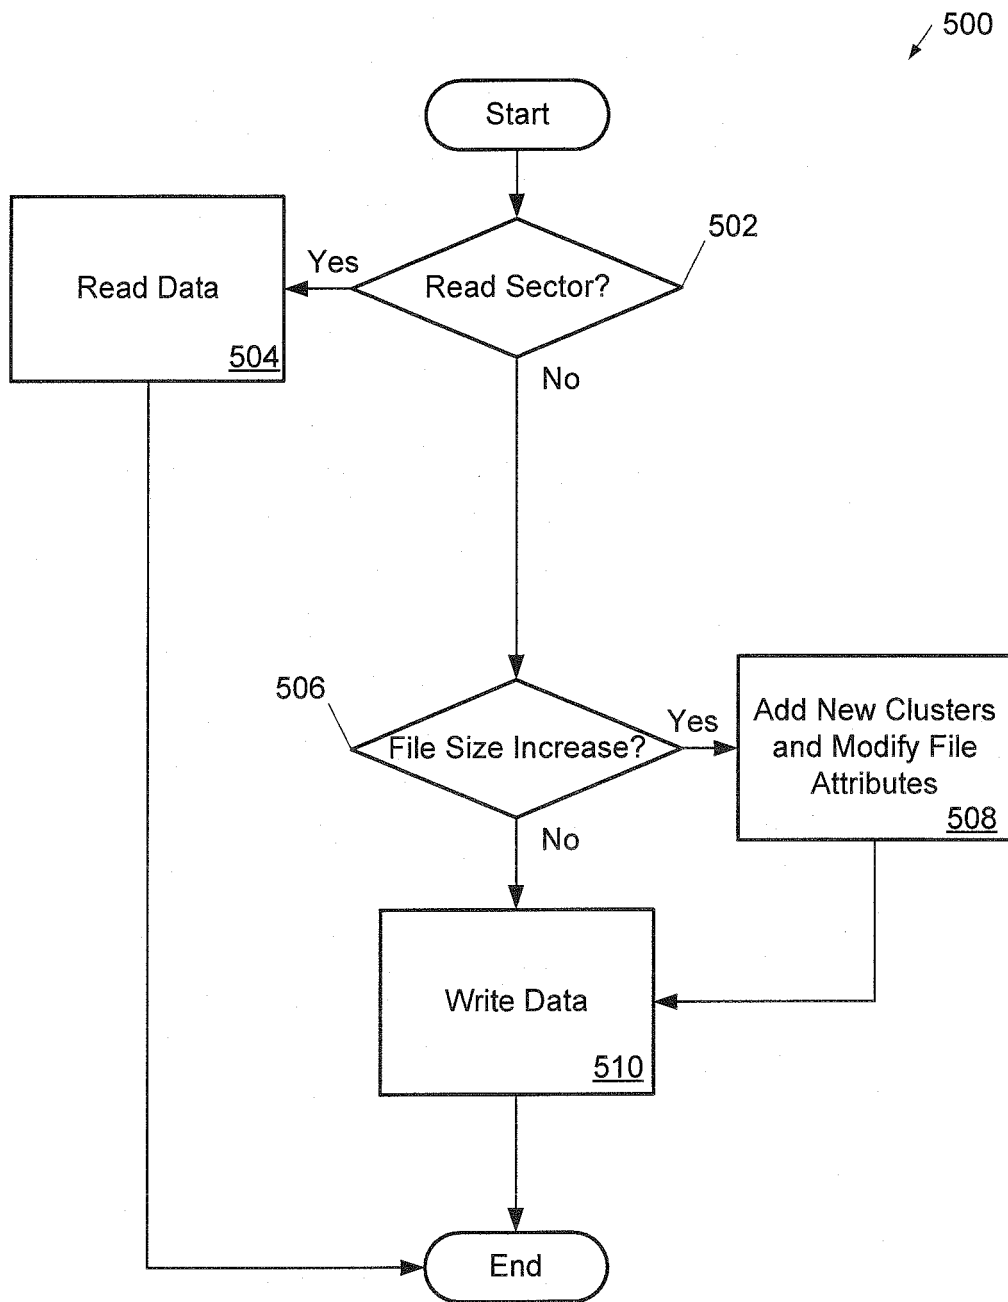 500
Start
502
Yes
Read Sector?
Read Data
504
No
506
Yes
File Size Increase?
Add New Clusters
and Modify File
Attributes
508
No
Write Data
510
End